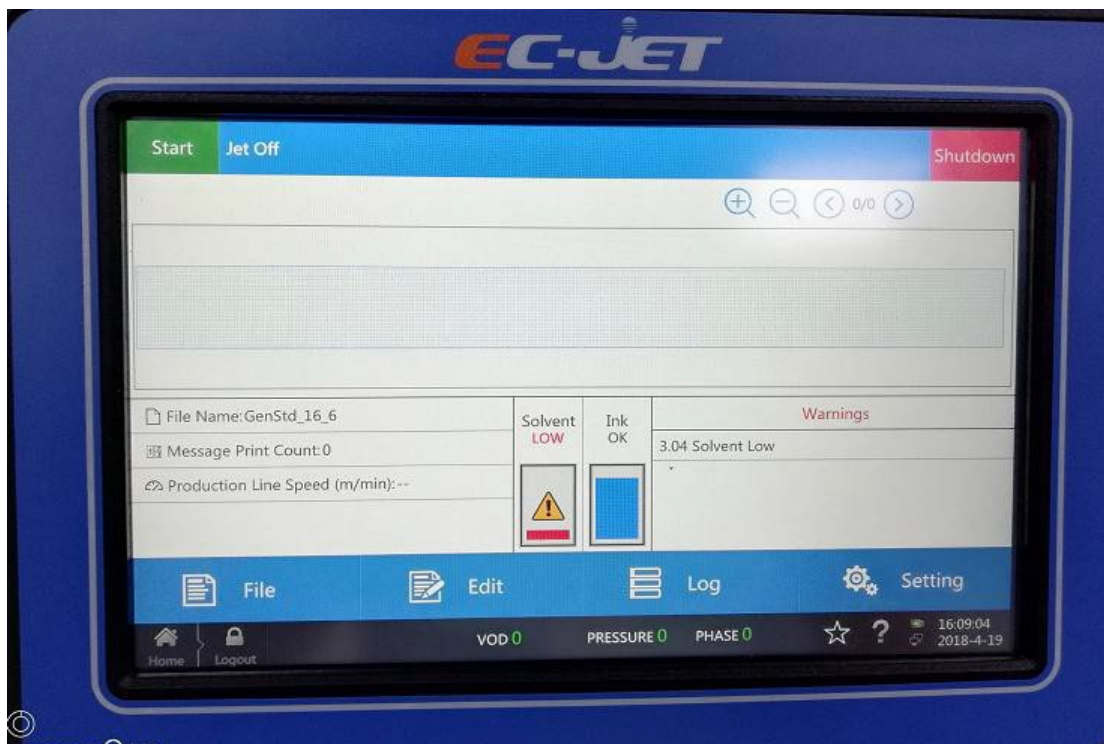 EC-JET
Start Jet Off Shutdown
0/0
File Name:GenStd_16_6
Message Print Count:0
Production Line Speed (m/min):--
Solvent
LOW
Ink
OK
Warnings
3.04 Solvent Low
File Edit Log Setting
Home Logout
VOD 0 PRESSURE 0 PHASE 0
?
16:09:04
2018-4-19